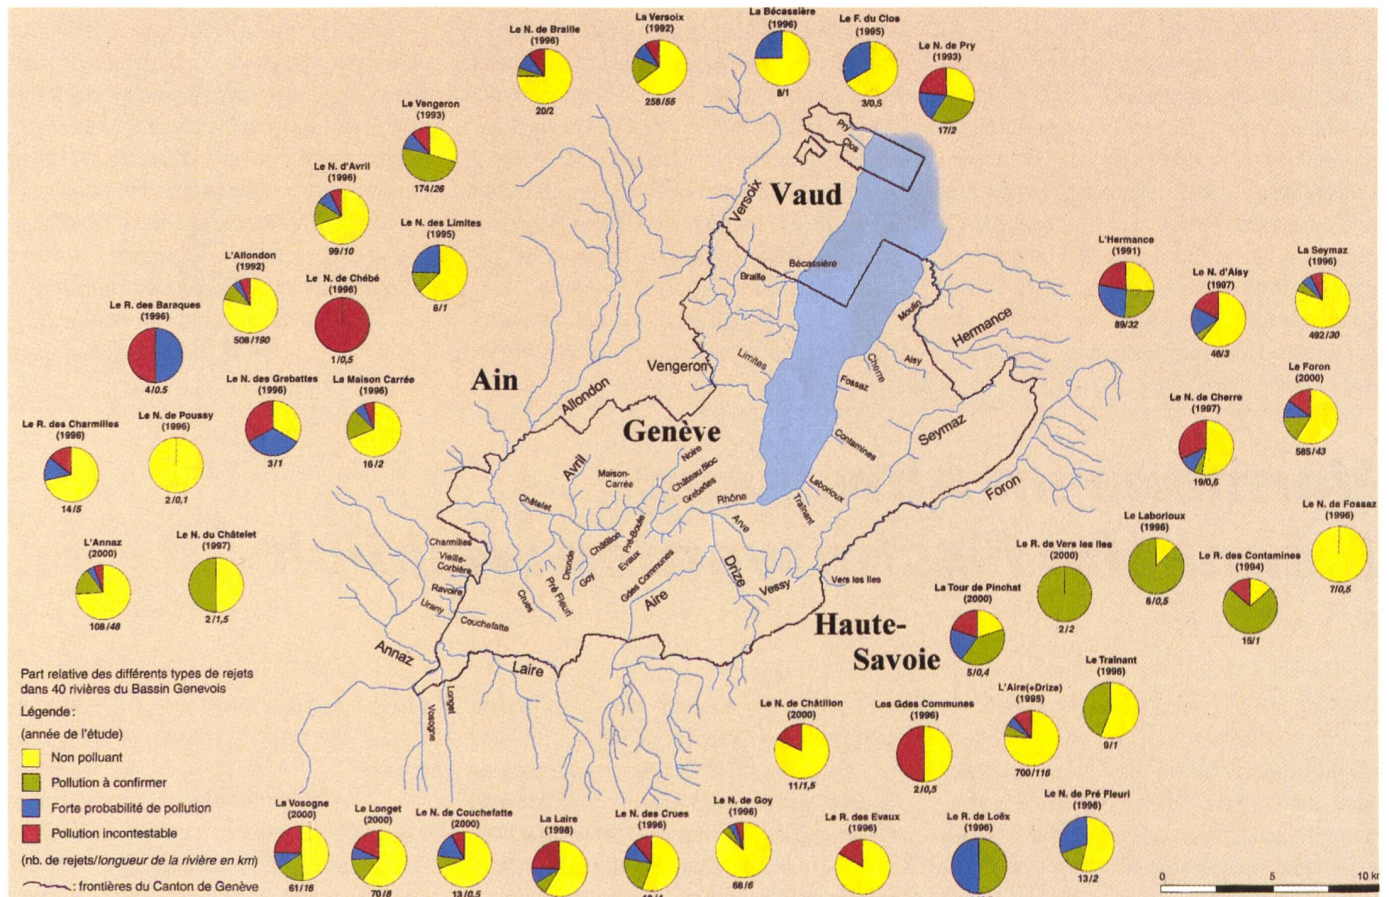 Le N. de Braille
(1996)
20/2
La Versoix
(1992)
258/55
La Bécassière
(1996)
8/1
Le F. du Clos
(1995)
3/0,5
Le N. de Pry
(1993)
17/2
Le Vengeron
(1993)
174/26
Le N. d'Avril
(1996)
99/10
Le N. des Limites
(1995)
8/1
L'Allondon
(1992)
508/190
Le N. de Chébé
(1996)
1/0,5
Le R. des Baraques
(1996)
4/0.5
Le N. des Grebattes
(1996)
3/1
La Maison Carrée
(1996)
16/2
Le R. des Charmilles
(1996)
14/5
Le N. de Poussy
(1996)
2/0,1
L'Annaz
(2000)
108/48
Le N. du Châtelet
(1997)
2/1,5
L'Hermance
(1991)
89/32
Le N. d'Aisy
(1997)
46/3
La Seymaz
(1996)
492/30
Le Foron
(2000)
585/43
Le N. de Cherre
(1997)
19/0,6
Le N. de Fossaz
(1996)
7/0,5
Le Laborioux
(1996)
8/0,5
Le R. de Vers les Iles
(2000)
2/2
Le R. des Contamines
(1994)
15/1
La Tour de Pinchat
(2000)
5/0,4
Le Traînant
(1996)
9/1
L'Aire(+Drize)
(1995)
700/116
Les Gdes Communes
(1996)
2/0,5
Le N. de Châtillon
(2000)
11/1,5
Le N. de Pré Fleuri
(1996)
13/2
Le R. de Loëx
(1996)
Le R. des Evaux
(1996)
Le N. de Goy
(1996)
68/6
Le N. des Crues
(1996)
La Laire
(1998)
Le N. de Couchefatte
(2000)
13/0,5
Le Longet
(2000)
70/8
La Vosogne
(2000)
61/16
Vaud
Ain
Genève
Haute-
Savoie
Pry
Clos
Versoix
Braille
Bécassière
Vengeron
Limites
Allondon
Moulin
Hermance
Aisy
Cherre
Fossaz
Seymaz
Contamines
Laborioux
Traînant
Foron
Noire
Château Bloc
Grebattes
Rhône
Arve
Avril
Maison-
Carrée
Châtelet
Châtillon
Pré-Boule
Evaux
Gdes Communes
Aire
Drize
Vessy
Vers les Iles
Charmilles
Vieille-
Corbière
Ravoire
Urany
Couchefatte
Annaz
Laire
Longet
Vosogne
Crues
Pré Fleuri
Dronde
Goy
Part relative des différents types de rejets
dans 40 rivières du Bassin Genevois
Légende :
(année de l'étude)
Non polluant
Pollution à confirmer
Forte probabilité de pollution
Pollution incontestable
(nb. de rejets/longueur de la rivière en km)
: frontières du Canton de Genève
0 5 10 km